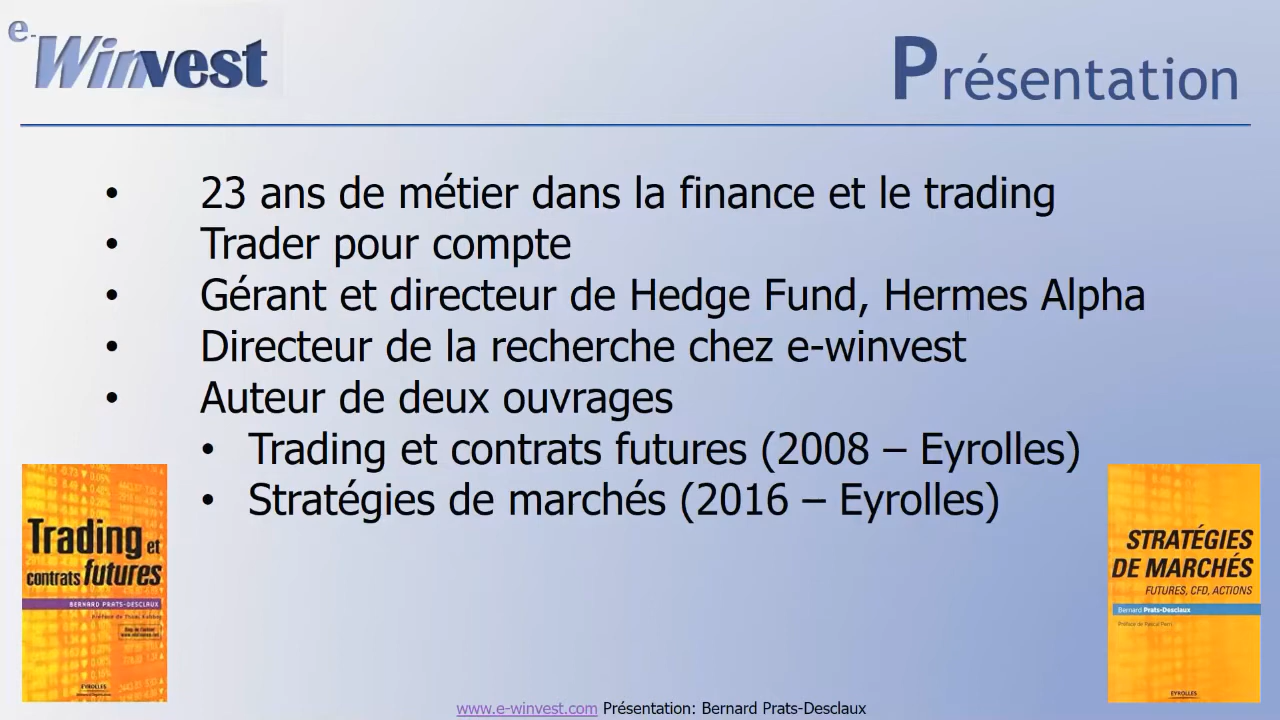 e-Winvest
Présentation
• 23 ans de métier dans la finance et le trading
• Trader pour compte
• Gérant et directeur de Hedge Fund, Hermes Alpha
• Directeur de la recherche chez e-winvest
• Auteur de deux ouvrages
• Trading et contrats futures (2008 – Eyrolles)
• Stratégies de marchés (2016 – Eyrolles)
Trading et
contrats futures
BERNARD PRATS-DESCLAUX
Préface de
EYROLLES
STRATÉGIES
DE MARCHÉS
FUTURES, CFD, ACTIONS
Bernard Prats-Desclaux
Préface de Pascal Perri
EYROLLES
www.e-winvest.com Présentation: Bernard Prats-Desclaux